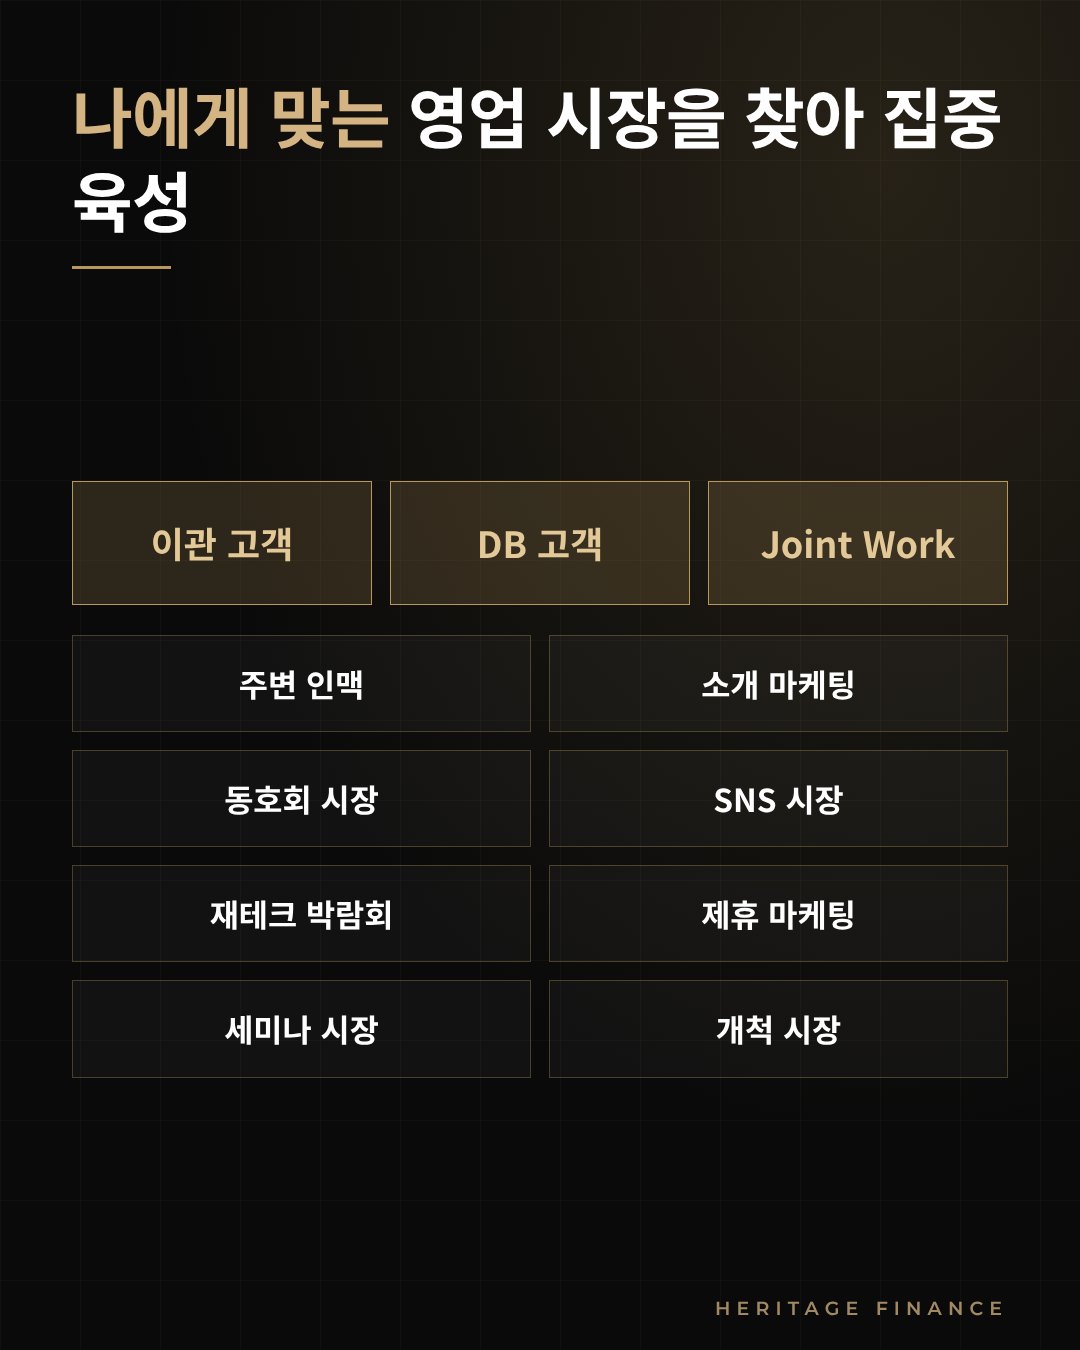 나에게 맞는 영업 시장을 찾아 집중
육성
이관 고객
DB 고객
Joint Work
주변 인맥
소개 마케팅
동호회 시장
SNS 시장
재테크 박람회
제휴 마케팅
세미나 시장
개척 시장
HERITAGE FINANCE